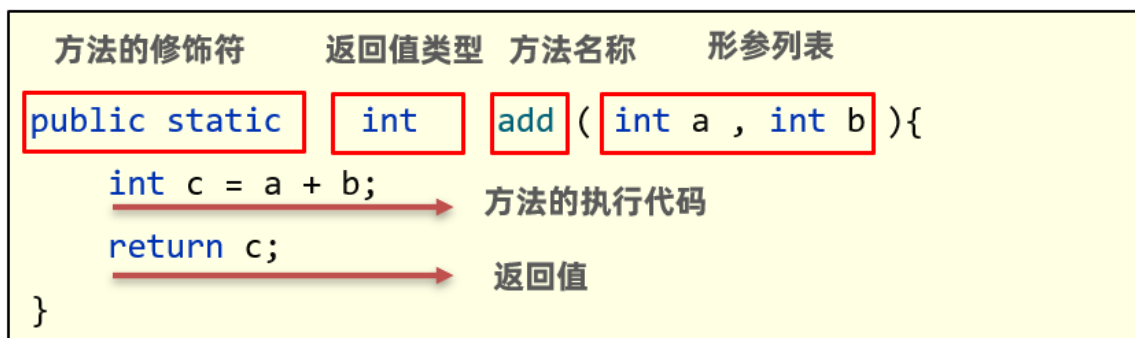 方法的修饰符 返回值类型 方法名称 形参列表
public static int add ( int a , int b ){
int c = a + b;
方法的执行代码
return c;
返回值
}